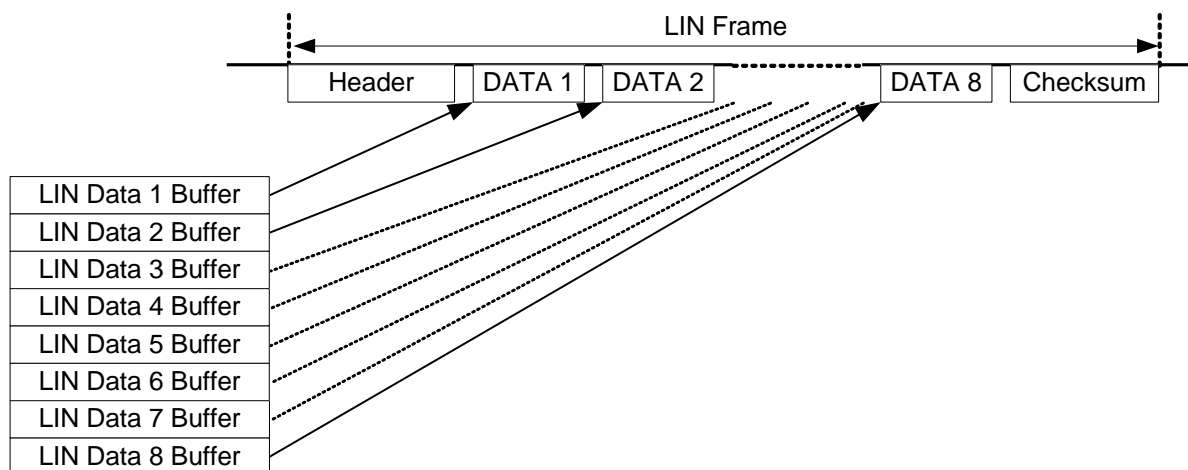 LIN Frame
Header
DATA 1
DATA 2
DATA 8
Checksum
LIN Data 1 Buffer
LIN Data 2 Buffer
LIN Data 3 Buffer
LIN Data 4 Buffer
LIN Data 5 Buffer
LIN Data 6 Buffer
LIN Data 7 Buffer
LIN Data 8 Buffer